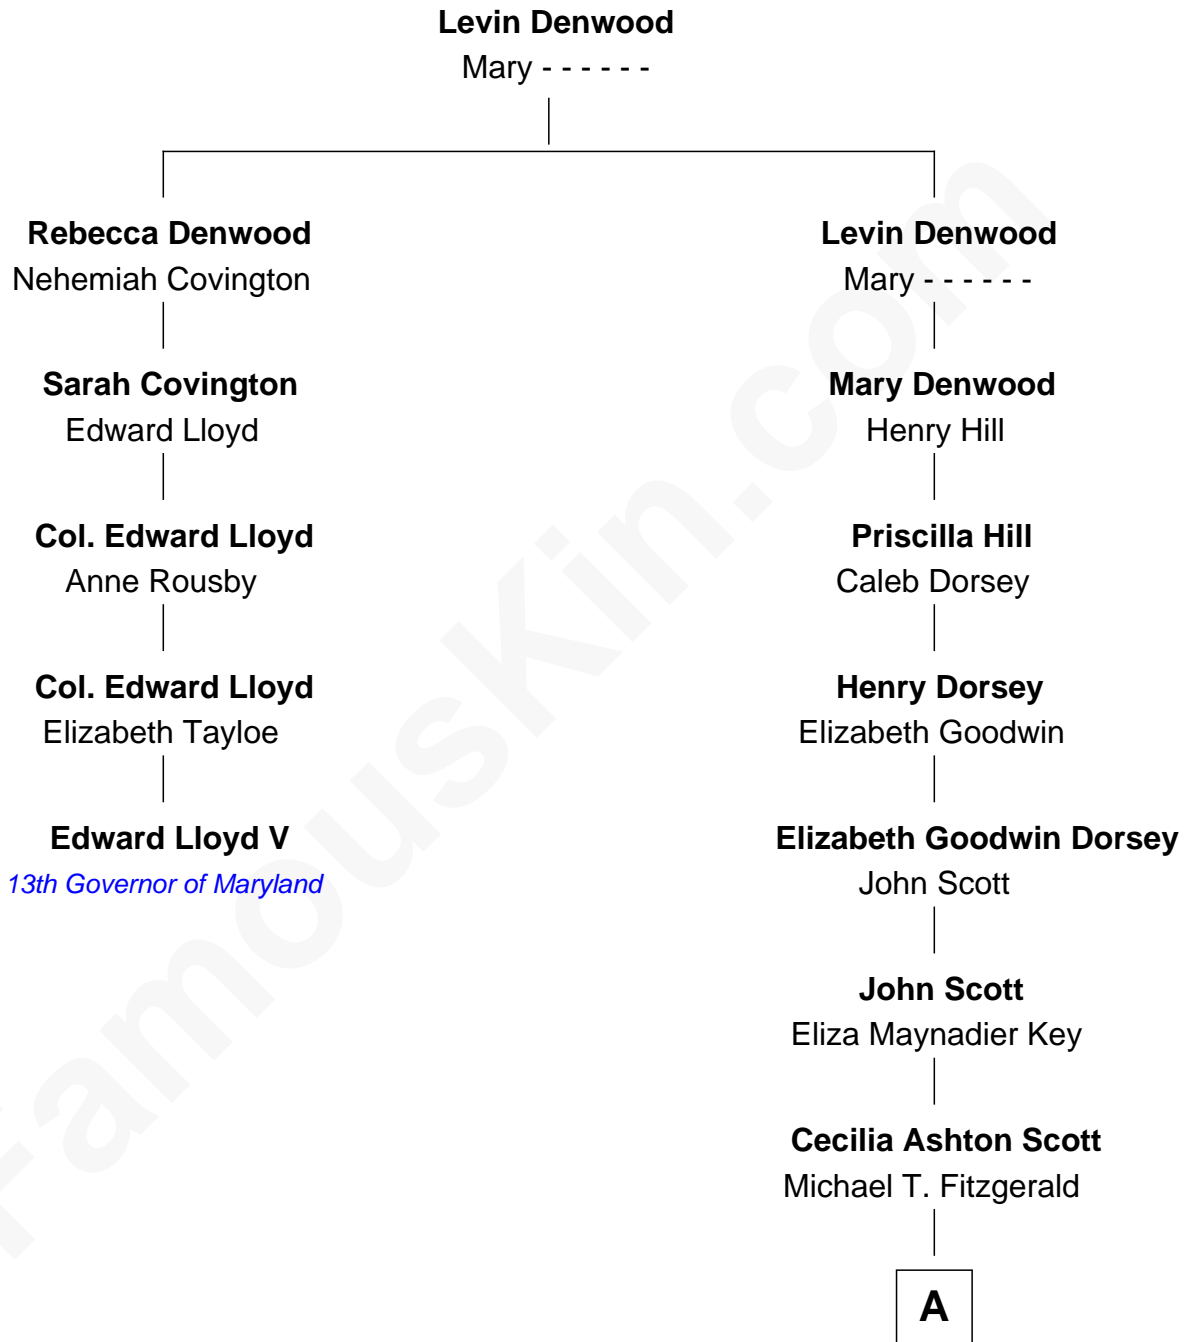 Levin Denwood
Mary - - - - - -
Rebecca Denwood
Nehemiah Covington
Sarah Covington
Edward Lloyd
Col. Edward Lloyd
Anne Rousby
Col. Edward Lloyd
Elizabeth Tayloe
Edward Lloyd V
13th Governor of Maryland
Levin Denwood
Mary - - - - - -
Mary Denwood
Henry Hill
Priscilla Hill
Caleb Dorsey
Henry Dorsey
Elizabeth Goodwin
Elizabeth Goodwin Dorsey
John Scott
John Scott
Eliza Maynadier Key
Cecilia Ashton Scott
Michael T. Fitzgerald
A
FamousKin.com